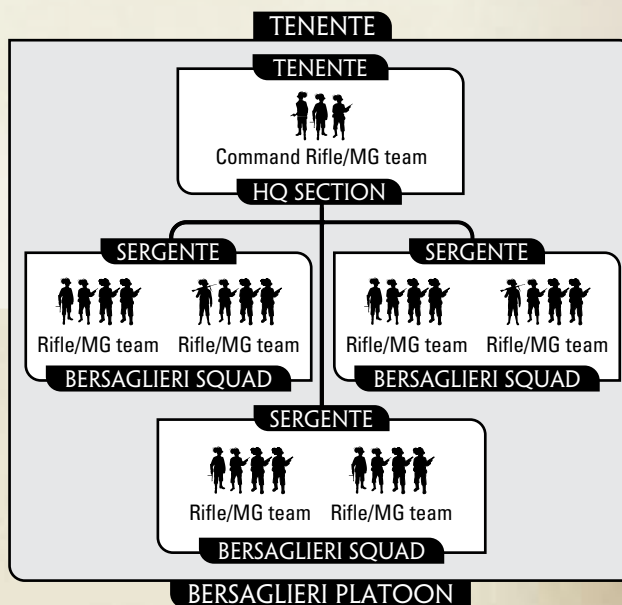 TENENTE
TENENTE
Command Rifle/MG team
HQ SECTION
SERGENTE
Rifle/MG team Rifle/MG team
BERSAGLIERI SQUAD
SERGENTE
Rifle/MG team Rifle/MG team
BERSAGLIERI SQUAD
SERGENTE
Rifle/MG team Rifle/MG team
BERSAGLIERI SQUAD
BERSAGLIERI PLATOON